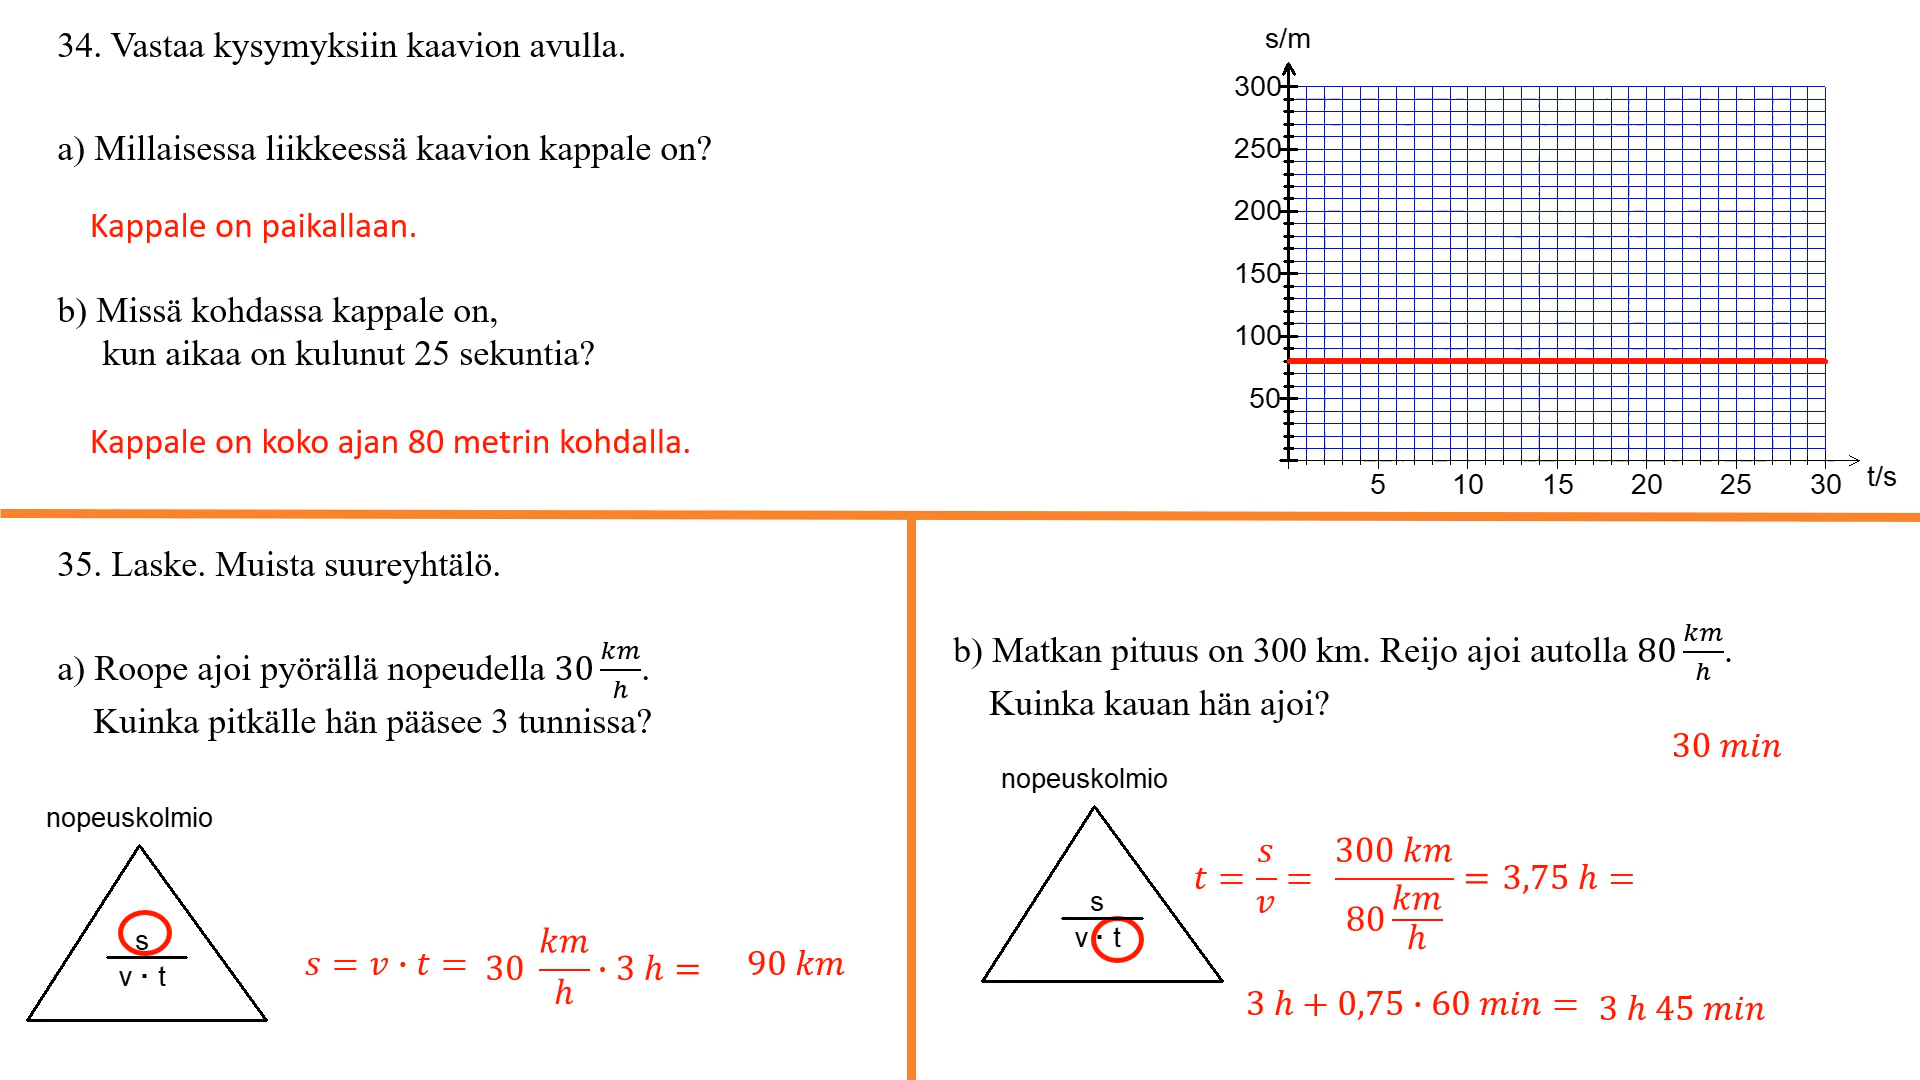 34. Vastaa kysymyksiin kaavion avulla.
a) Millaisessa liikkeessä kaavion kappale on?
Kappale on paikallaan.
b) Missä kohdassa kappale on,
kun aikaa on kulunut 25 sekuntia?
Kappale on koko ajan 80 metrin kohdalla.
s/m
300
250
200
150
100
50
5 10 15 20 25 30 t/s
35. Laske. Muista suureyhtälö.
a) Roope ajoi pyörällä nopeudella 30 km/h.
Kuinka pitkälle hän pääsee 3 tunnissa?
nopeuskolmio
s
v · t
s = v · t = 30 km/h · 3 h = 90 km
b) Matkan pituus on 300 km. Reijo ajoi autolla 80 km/h.
Kuinka kauan hän ajoi?
30 min
nopeuskolmio
s
v · t
t = s/v = 300 km / 80 km/h = 3,75 h =
3 h + 0,75 · 60 min = 3 h 45 min